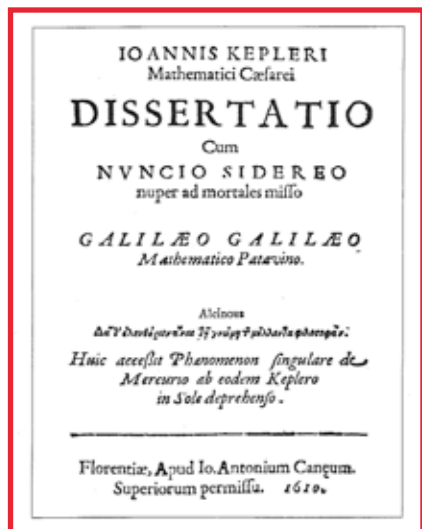 IOANNIS KEPLERI
Mathematici Cæſarei
DISSERTATIO
Cum
NVNCIO SIDEREO
nuper ad mortales miſſo
GALILÆO GALILÆO
Mathematico Patavino.
Alcinous
Δεῖ
Huic acceſſit Phænomenon ſingulare de
Mercurio ab eodem Keplero
in Sole deprehenſo.
Florentiæ, Apud Io. Antonium Caneum.
Superiorum permiſſu. 1610.